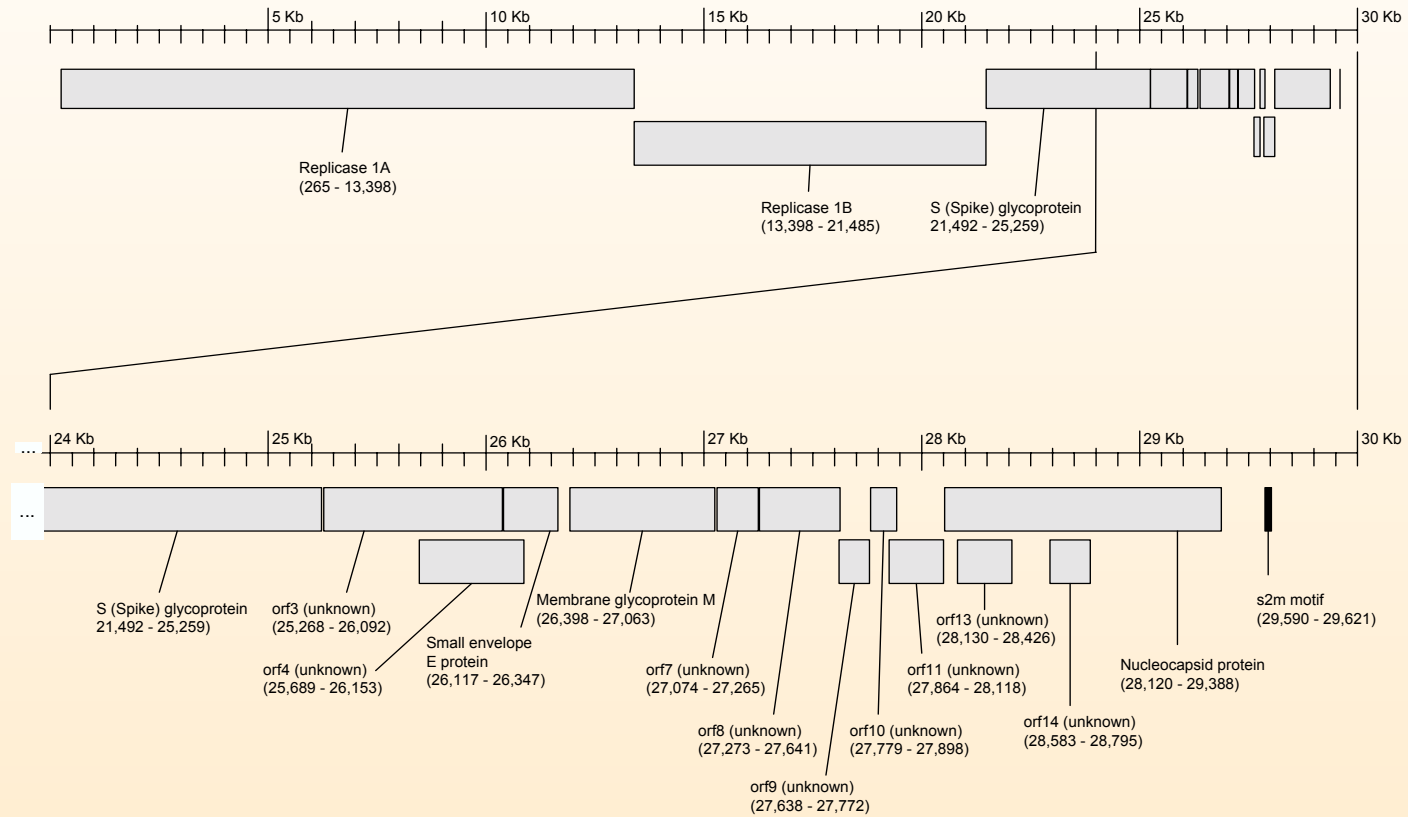 5 Kb
10 Kb
15 Kb
20 Kb
25 Kb
30 Kb
Replicase 1A
(265 - 13,398)
Replicase 1B
(13,398 - 21,485)
S (Spike) glycoprotein
21,492 - 25,259)
...
24 Kb
25 Kb
26 Kb
27 Kb
28 Kb
29 Kb
30 Kb
...
S (Spike) glycoprotein
21,492 - 25,259)
orf3 (unknown)
(25,268 - 26,092)
orf4 (unknown)
(25,689 - 26,153)
Small envelope
E protein
(26,117 - 26,347)
Membrane glycoprotein M
(26,398 - 27,063)
orf7 (unknown)
(27,074 - 27,265)
orf8 (unknown)
(27,273 - 27,641)
orf9 (unknown)
(27,638 - 27,772)
orf10 (unknown)
(27,779 - 27,898)
orf11 (unknown)
(27,864 - 28,118)
orf13 (unknown)
(28,130 - 28,426)
orf14 (unknown)
(28,583 - 28,795)
Nucleocapsid protein
(28,120 - 29,388)
s2m motif
(29,590 - 29,621)